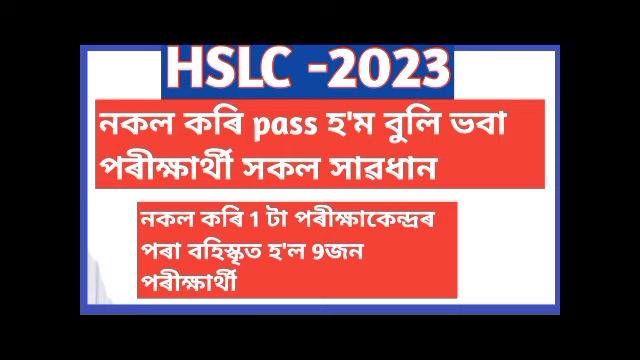 HSLC -2023
নকল কৰি pass হ'ম বুলি ভবা
পৰীক্ষাৰ্থী সকল সাৱধান
নকল কৰি 1 টা পৰীক্ষাকেন্দ্ৰৰ
পৰা বহিস্কৃত হ'ল 9জন
পৰীক্ষাৰ্থী